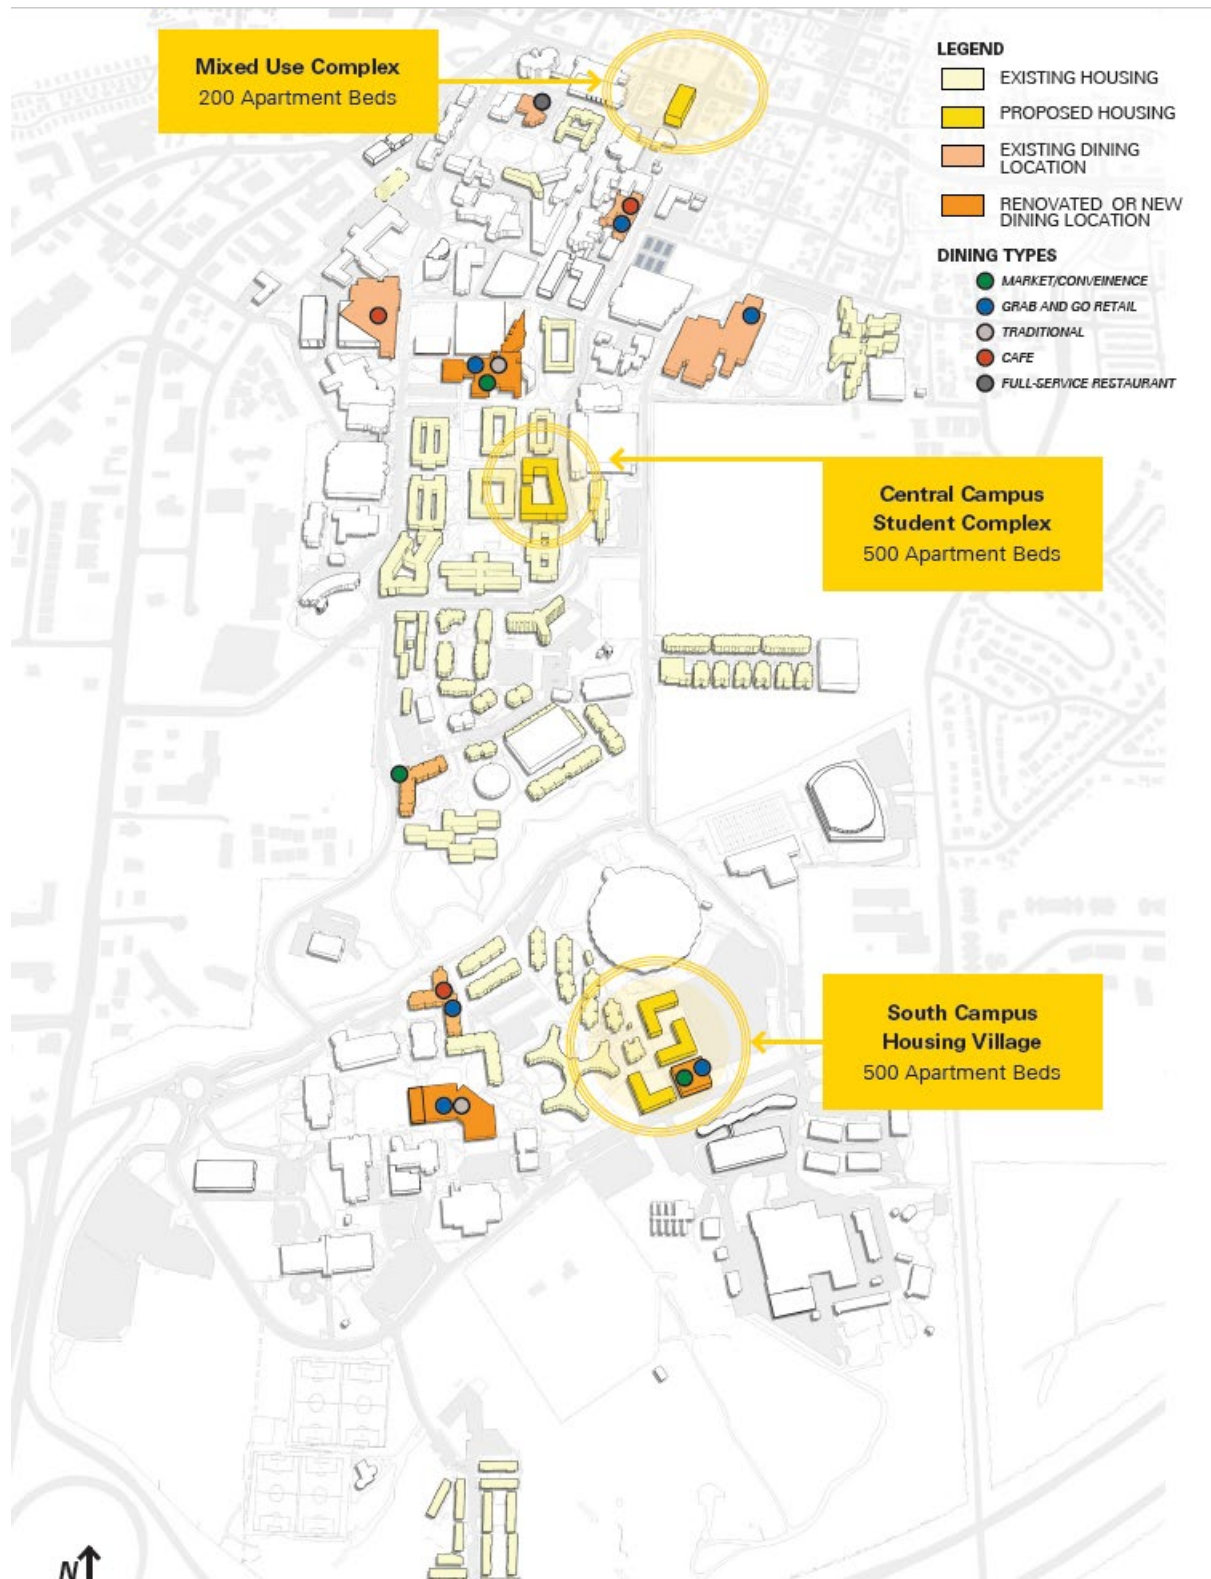 Mixed Use Complex
200 Apartment Beds
LEGEND
EXISTING HOUSING
PROPOSED HOUSING
EXISTING DINING
LOCATION
RENOVATED OR NEW
DINING LOCATION
DINING TYPES
MARKET/CONVEINENCE
GRAB AND GO RETAIL
TRADITIONAL
CAFE
FULL-SERVICE RESTAURANT
Central Campus
Student Complex
500 Apartment Beds
South Campus
Housing Village
500 Apartment Beds
N